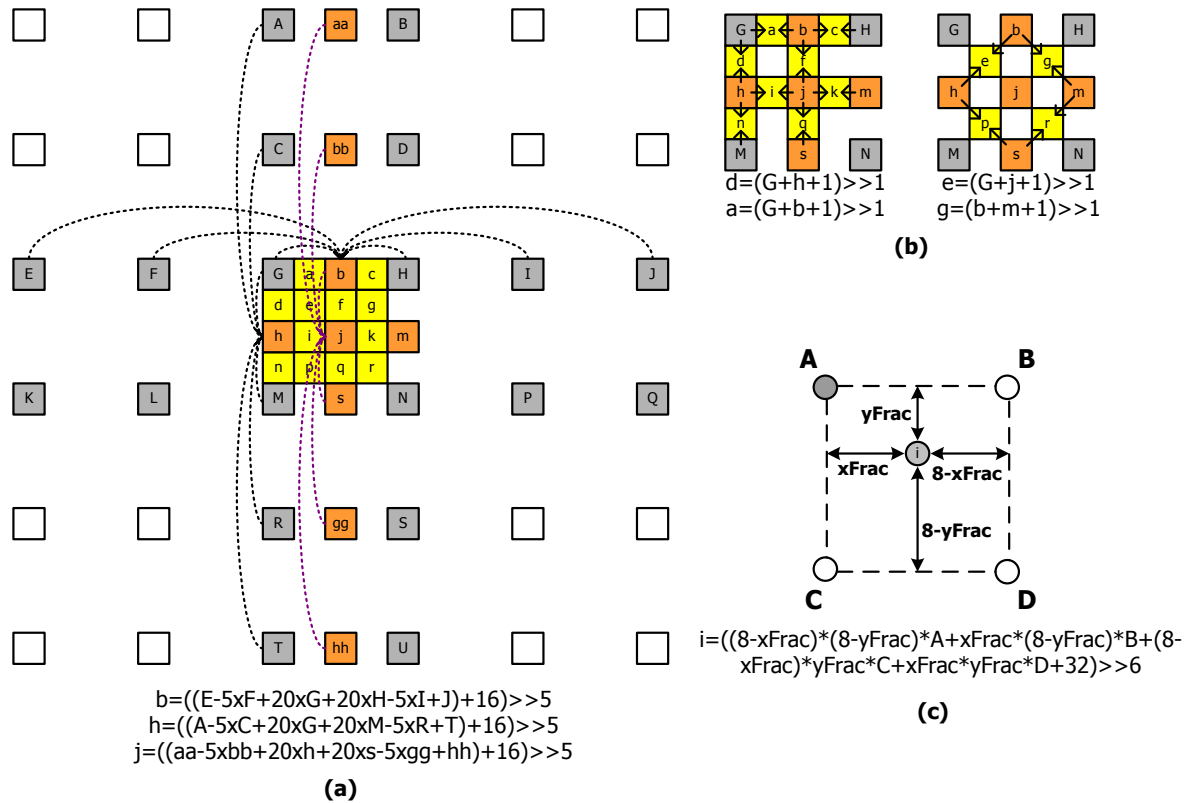 A aa B
C bb D
E F G a b c H I J
d e f g
h i j k m
n p q r
K L M s N P Q
R gg S
T hh U
b=((E-5xF+20xG+20xH-5xI+J)+16)>>5
h=((A-5xC+20xG+20xM-5xR+T)+16)>>5
j=((aa-5xbb+20xh+20xs-5xgg+hh)+16)>>5
(a)
G a b c H
d f
h i j k m
n q
M s N
d=(G+h+1)>>1
a=(G+b+1)>>1
G b H
e g
h j m
p r
M s N
e=(G+j+1)>>1
g=(b+m+1)>>1
(b)
A B
yFrac
i
xFrac 8-xFrac
8-yFrac
C D
i=((8-xFrac)*(8-yFrac)*A+xFrac*(8-yFrac)*B+(8-
xFrac)*yFrac*C+xFrac*yFrac*D+32)>>6
(c)